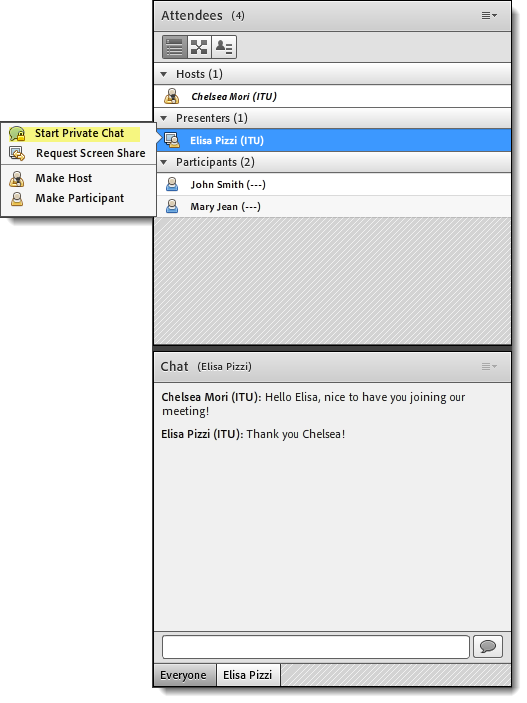 Attendees (4)
Hosts (1)
Chelsea Mori (ITU)
Presenters (1)
Start Private Chat
Elisa Pizzi (ITU)
Request Screen Share
Participants (2)
Make Host
John Smith (---)
Make Participant
Mary Jean (---)
Chat (Elisa Pizzi)
Chelsea Mori (ITU): Hello Elisa, nice to have you joining our
meeting!
Elisa Pizzi (ITU): Thank you Chelsea!
Everyone Elisa Pizzi